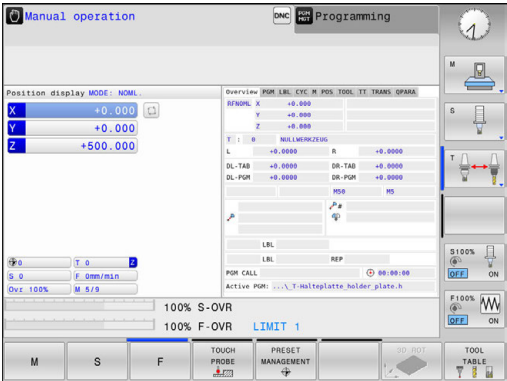 Manual operation DNC PGM MGT Programming
M
Position display MODE: NOML.
Overview PGM LBL CYC M POS TOOL TT TRANS QPARA
X +0.000
Y +0.000
Z +500.000
RFNOML X +0.000
Y +0.000
Z +0.000
S
T : 0 NULLWERKZEUG
L +0.0000 R +0.0000
DL-TAB +0.0000 DR-TAB +0.0000
DL-PGM +0.0000 DR-PGM +0.0000
M50 M5
T
P#
LBL
LBL REP
PGM CALL 00:00:00
Active PGM: ...\_T-Halteplatte_holder_plate.h
0 T 0 Z
S 0 F 0mm/min
Ovr 100% M 5/9
S100%
OFF ON
100% S-OVR
100% F-OVR LIMIT 1
F100%
OFF ON
M
S
F
TOUCH PROBE
PRESET MANAGEMENT
3D ROT
TOOL TABLE